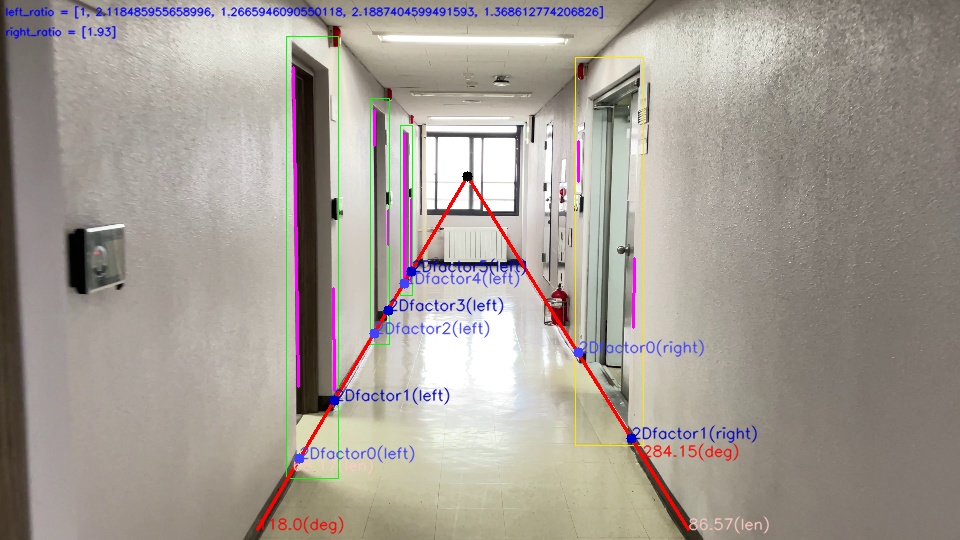 left_ratio = [1, 2.118485955658996, 1.2665946090550118, 2.1887404599491593, 1.368612774206826]
right_ratio = [1.93]
2Dfactor5(left)
2Dfactor4(left)
2Dfactor3(left)
2Dfactor2(left)
2Dfactor0(right)
2Dfactor1(left)
2Dfactor1(right)
284.15(deg)
2Dfactor0(left)
118.0(deg)
86.57(len)